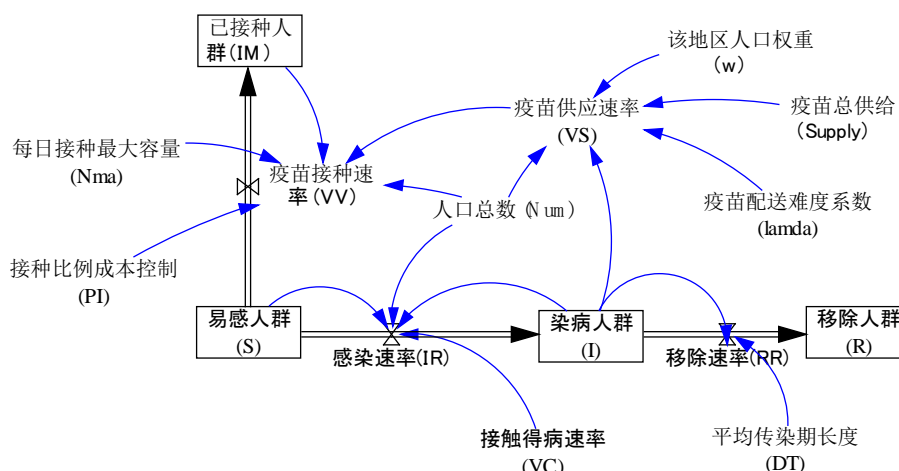 已接种人
群(IM)
该地区人口权重
(w)
疫苗供应速率
(VS)
疫苗总供给
(Supply)
每日接种最大容量
(Nma)
疫苗接种速
率(VV)
人口总数(Num)
疫苗配送难度系数
(lamda)
接种比例成本控制
(PI)
易感人群
(S)
感染速率(IR)
染病人群
(I)
移除速率(RR)
移除人群
(R)
接触得病速率
(VC)
平均传染期长度
(DT)